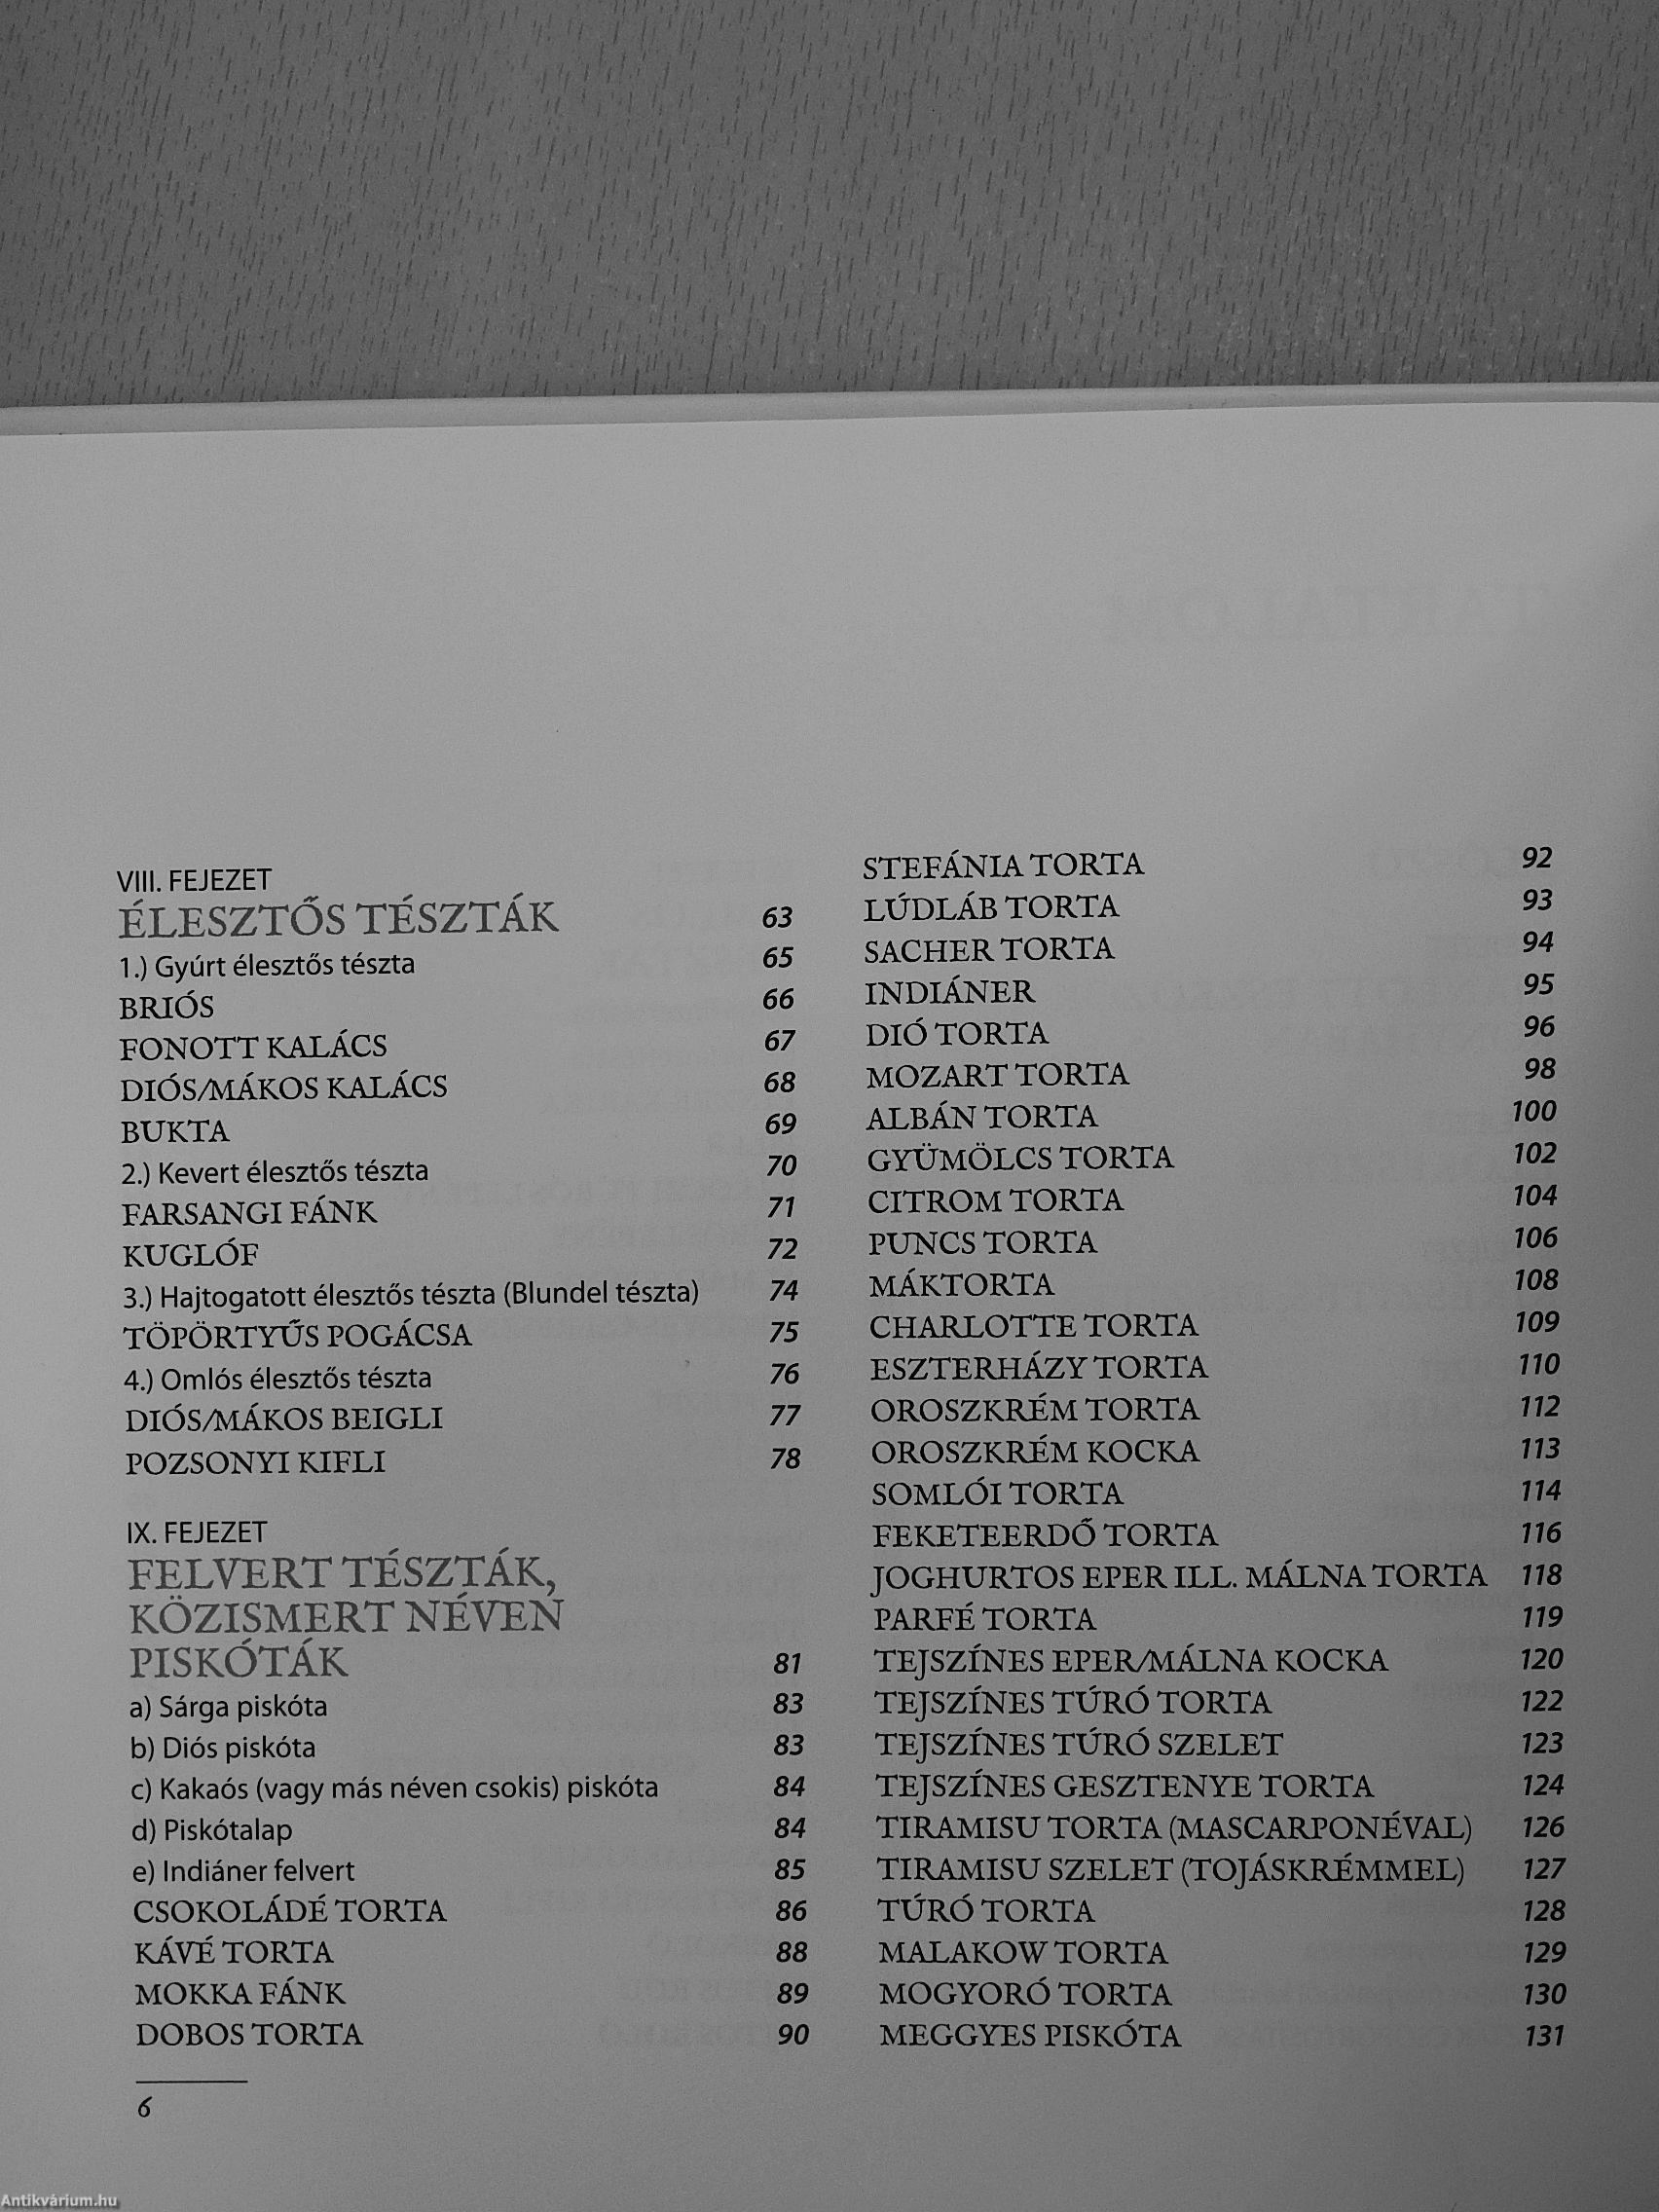 VIII. FEJEZET
ÉLESZTŐS TÉSZTÁK 63
1.) Gyúrt élesztős tészta 65
BRIÓS 66
FONOTT KALÁCS 67
DIÓS/MÁKOS KALÁCS 68
BUKTA 69
2.) Kevert élesztős tészta 70
FARSANGI FÁNK 71
KUGLÓF 72
3.) Hajtogatott élesztős tészta (Blundel tészta) 74
TÖPÖRTYŰS POGÁCSA 75
4.) Omlós élesztős tészta 76
DIÓS/MÁKOS BEIGLI 77
POZSONYI KIFLI 78
IX. FEJEZET
FELVERT TÉSZTÁK,
KÖZISMERT NÉVEN
PISKÓTÁK 81
a) Sárga piskóta 83
b) Diós piskóta 83
c) Kakaós (vagy más néven csokis) piskóta 84
d) Piskótalap 84
e) Indiáner felvert 85
CSOKOLÁDÉ TORTA 86
KÁVÉ TORTA 88
MOKKA FÁNK 89
DOBOS TORTA 90
STEFÁNIA TORTA 92
LÚDLÁB TORTA 93
SACHER TORTA 94
INDIÁNER 95
DIÓ TORTA 96
MOZART TORTA 98
ALBÁN TORTA 100
GYÜMÖLCS TORTA 102
CITROM TORTA 104
PUNCS TORTA 106
MÁKTORTA 108
CHARLOTTE TORTA 109
ESZTERHÁZY TORTA 110
OROSZKRÉM TORTA 112
OROSZKRÉM KOCKA 113
SOMLÓI TORTA 114
FEKETEERDŐ TORTA 116
JOGHURTOS EPER ILL. MÁLNA TORTA 118
PARFÉ TORTA 119
TEJSZÍNES EPER/MÁLNA KOCKA 120
TEJSZÍNES TÚRÓ TORTA 122
TEJSZÍNES TÚRÓ SZELET 123
TEJSZÍNES GESZTENYE TORTA 124
TIRAMISU TORTA (MASCARPONÉVAL) 126
TIRAMISU SZELET (TOJÁSKRÉMMEL) 127
TÚRÓ TORTA 128
MALAKOW TORTA 129
MOGYORÓ TORTA 130
MEGGYES PISKÓTA 131
6
Antikvárium.hu